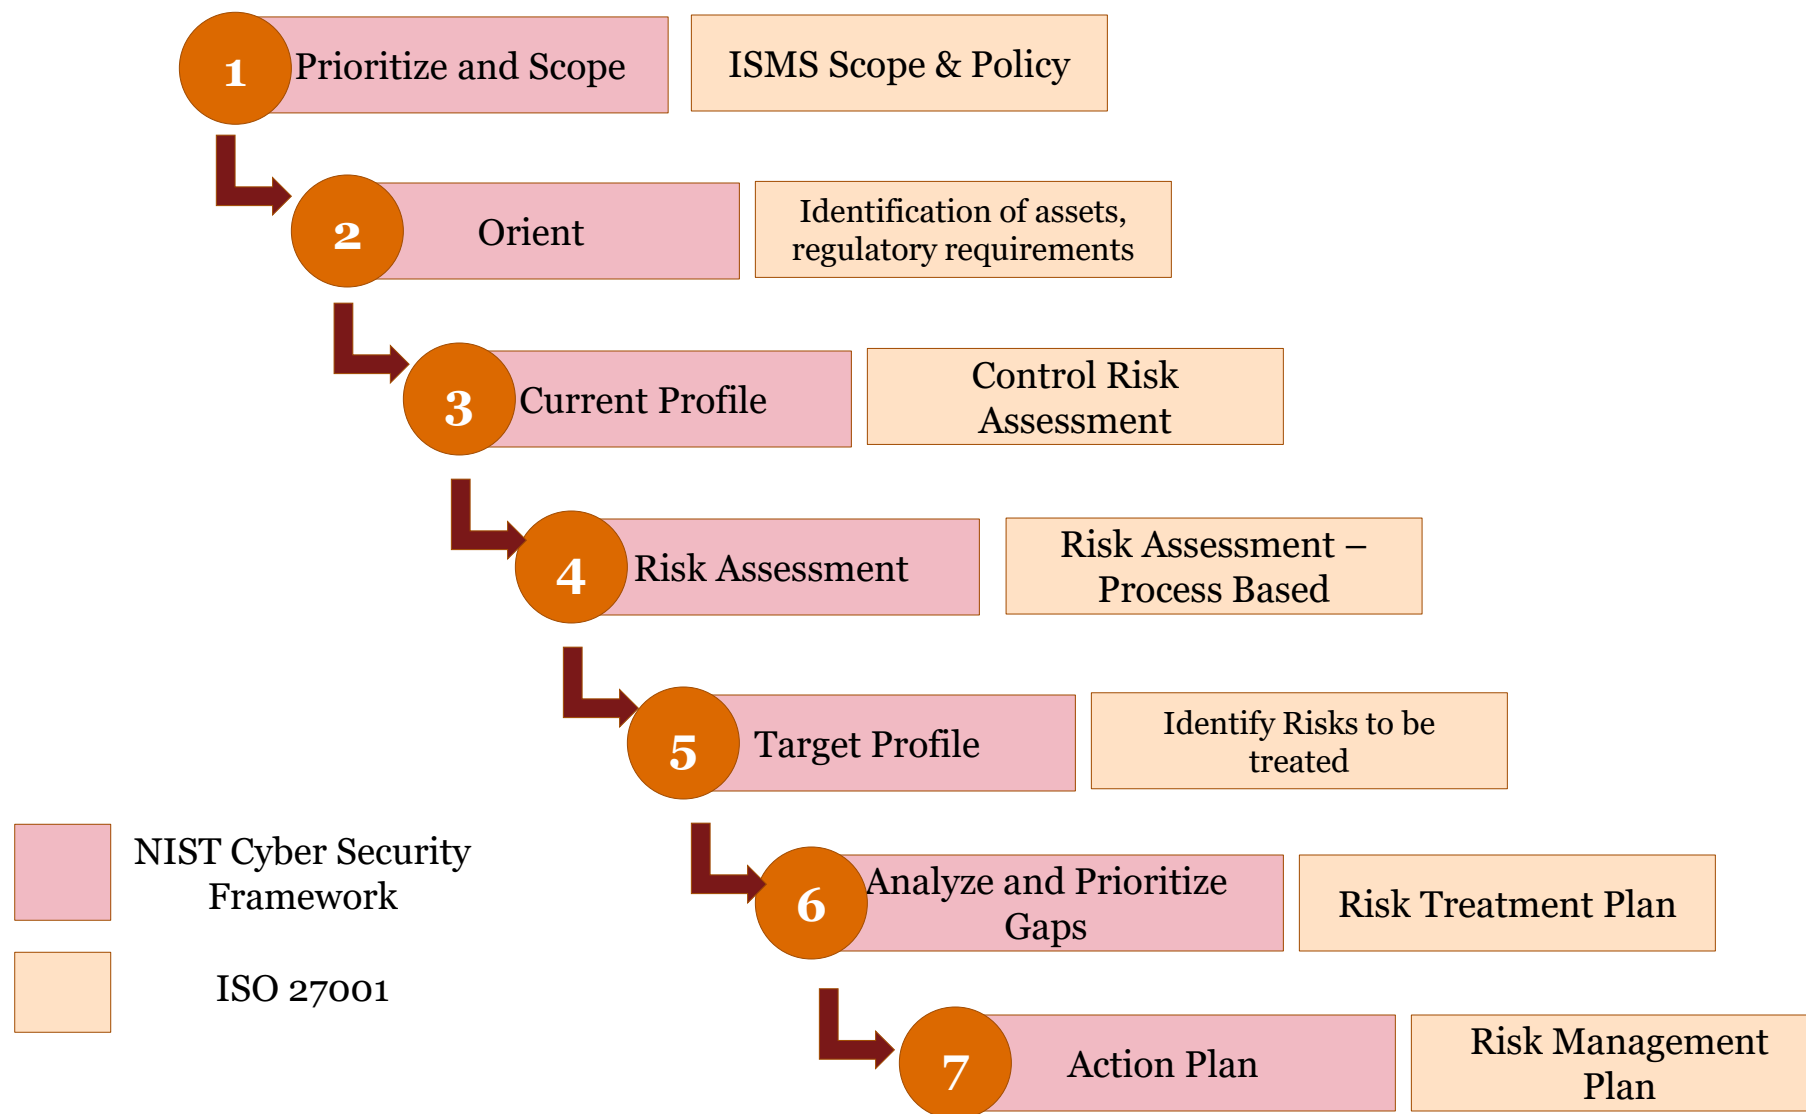 1 Prioritize and Scope ISMS Scope & Policy
2 Orient Identification of assets,
regulatory requirements
3 Current Profile Control Risk
Assessment
4 Risk Assessment Risk Assessment –
Process Based
5 Target Profile Identify Risks to be
treated
NIST Cyber Security
Framework
6 Analyze and Prioritize
Gaps
Risk Treatment Plan
ISO 27001
7 Action Plan Risk Management
Plan